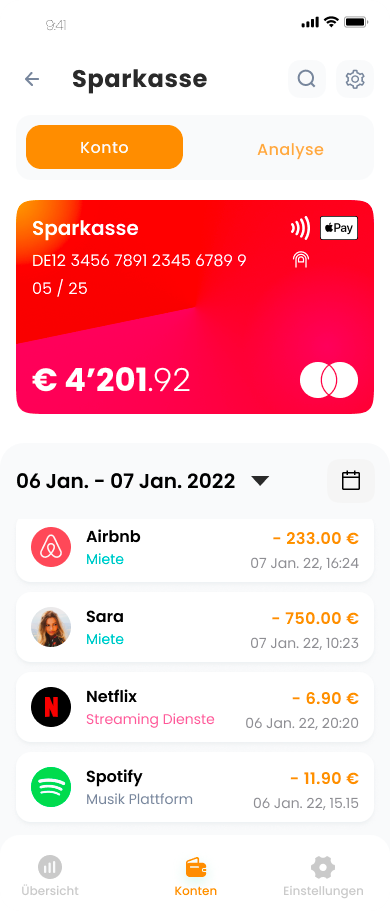 9:41
Sparkasse
Konto
Analyse
Sparkasse
Pay
DE12 3456 7891 2345 6789 9
05 / 25
€ 4’201.92
06 Jan. - 07 Jan. 2022
Airbnb
- 233.00 €
Miete
07 Jan. 22, 16:24
Sara
- 750.00 €
Miete
07 Jan. 22, 10:23
Netflix
- 6.90 €
Streaming Dienste
06 Jan. 22, 20:20
Spotify
- 11.90 €
Musik Plattform
06 Jan. 22, 15.15
Übersicht
Konten
Einstellungen